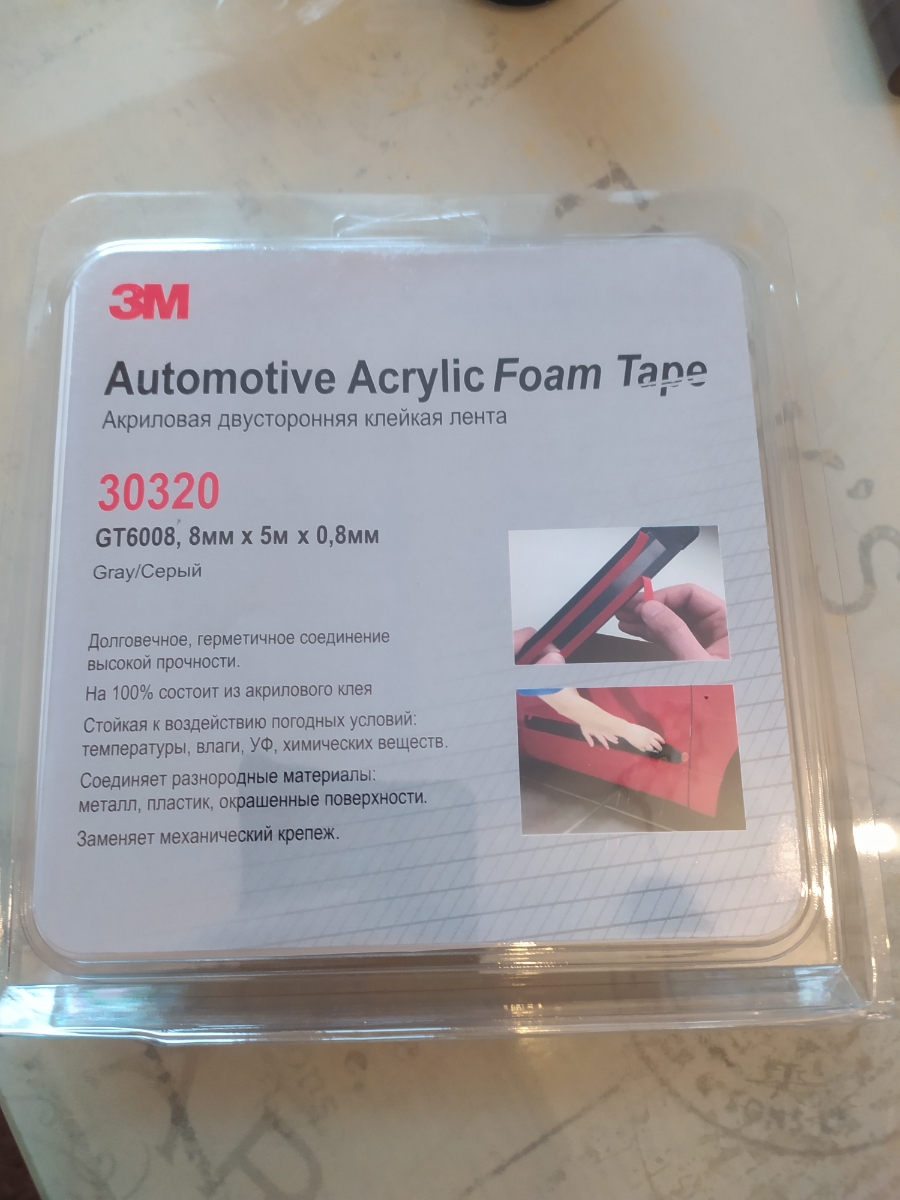 3M
Automotive Acrylic Foam Tape
Акриловая двусторонняя клейкая лента
30320
GT6008, 8мм x 5м x 0,8мм
Gray/Серый
Долговечное, герметичное соединение
высокой прочности.
На 100% состоит из акрилового клея
Стойкая к воздействию погодных условий:
температуры, влаги, УФ, химических веществ.
Соединяет разнородные материалы:
металл, пластик, окрашенные поверхности.
Заменяет механический крепеж.